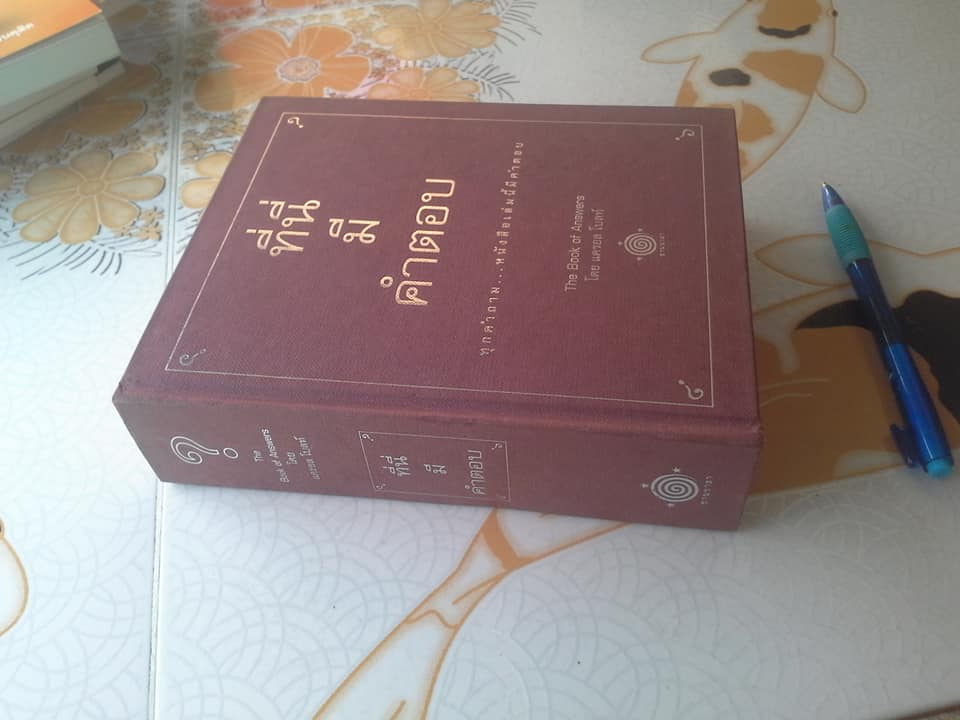 ที่นี่
มี
คำตอบ
ทุกคำถาม...หนังสือเล่มนี้มีคำตอบ
The Book of Answers
โดย แครอล โบลท์
?
The
Book of Answers
โดย
แครอล โบลท์
ที่นี่
มี
คำตอบ